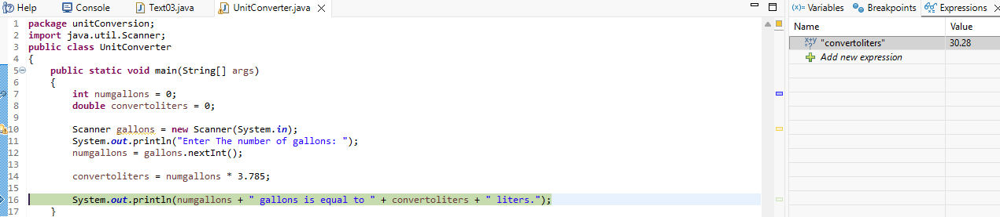 Help Console Text03.java UnitConverter.java
(x)= Variables Breakpoints Expressions
1 package unitConversion;
2 import java.util.Scanner;
3 public class UnitConverter
4 {
5 public static void main(String[] args)
6 {
7 int numgallons = 0;
8 double convertoliters = 0;
9
10 Scanner gallons = new Scanner(System.in);
11 System.out.println("Enter The number of gallons: ");
12 numgallons = gallons.nextInt();
13
14 convertoliters = numgallons * 3.785;
15
16 System.out.println(numgallons + " gallons is equal to " + convertoliters + " liters.");
17 }
Name Value
"convertoliters" 30.28
Add new expression